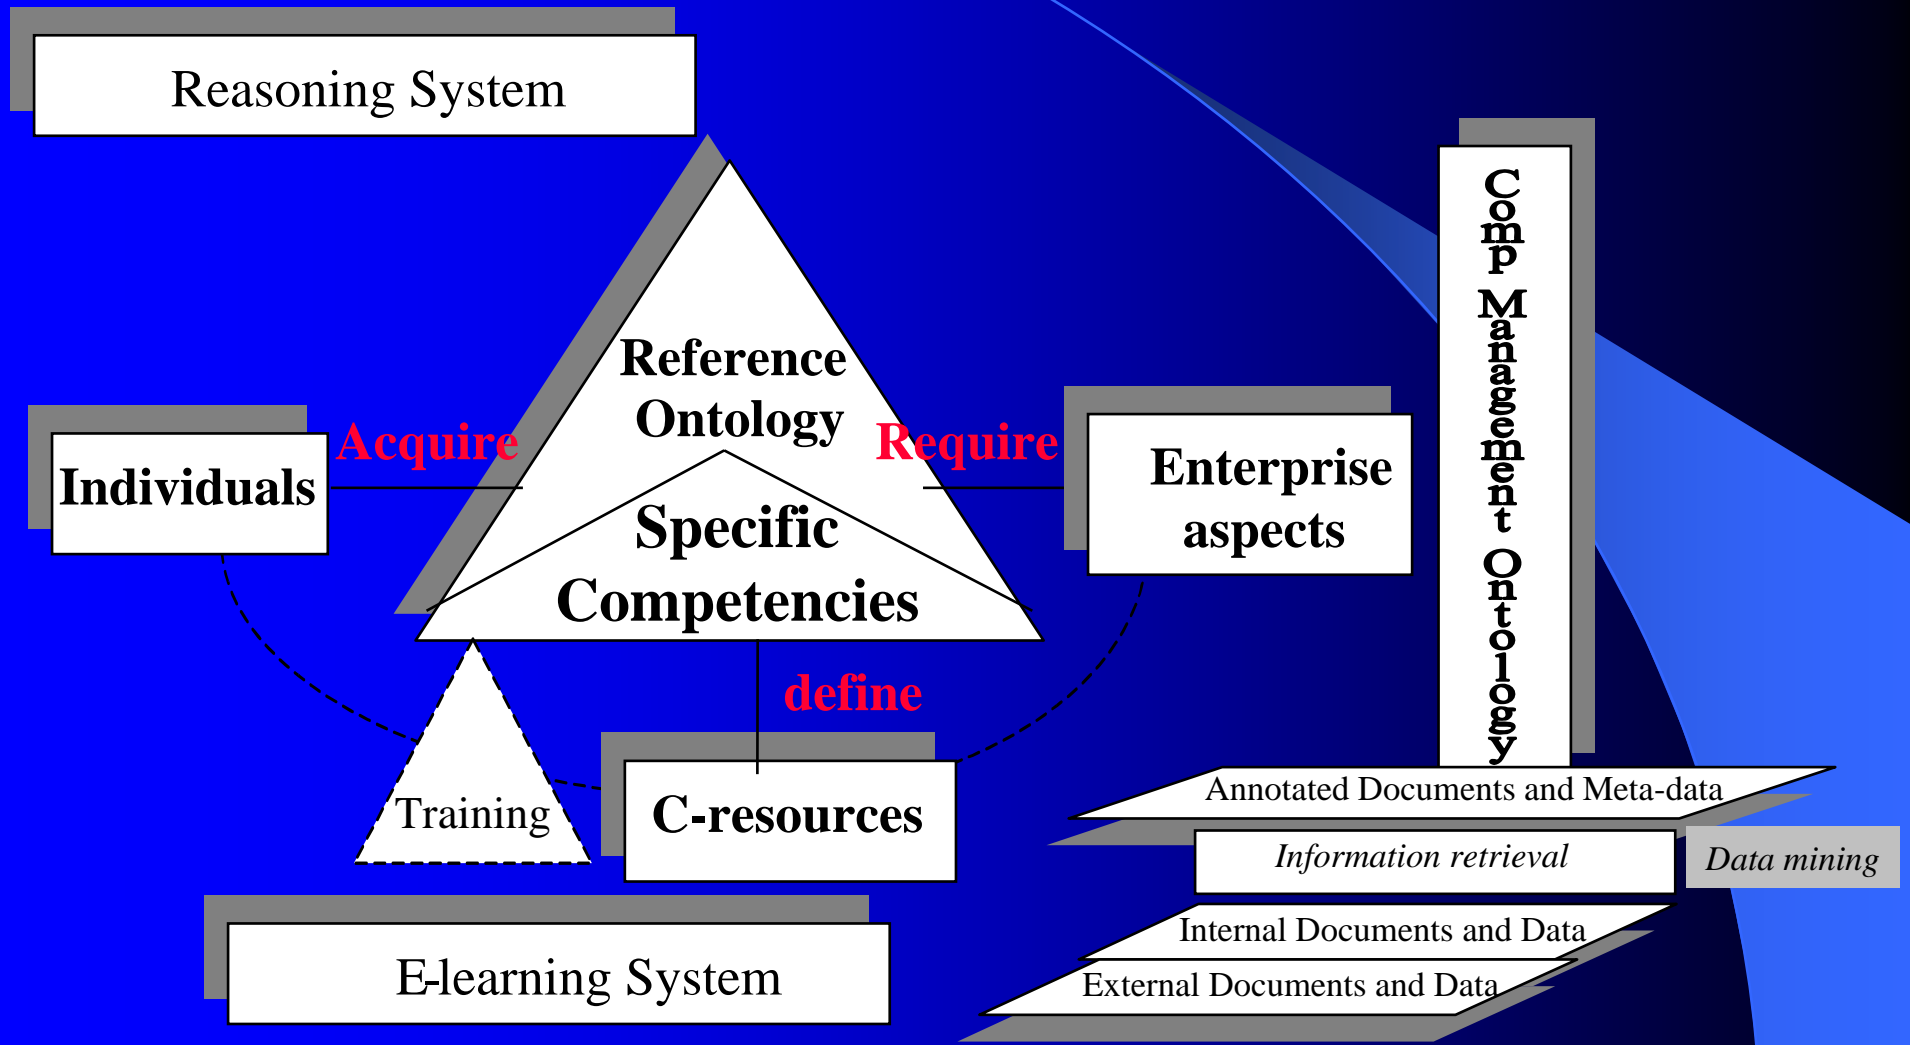 Reasoning System
Reference
Ontology
Acquire
Require
Individuals
Enterprise
aspects
Specific
Competencies
define
Training
C-resources
E-learning System
Comp Management Ontology
Annotated Documents and Meta-data
Information retrieval
Data mining
Internal Documents and Data
External Documents and Data